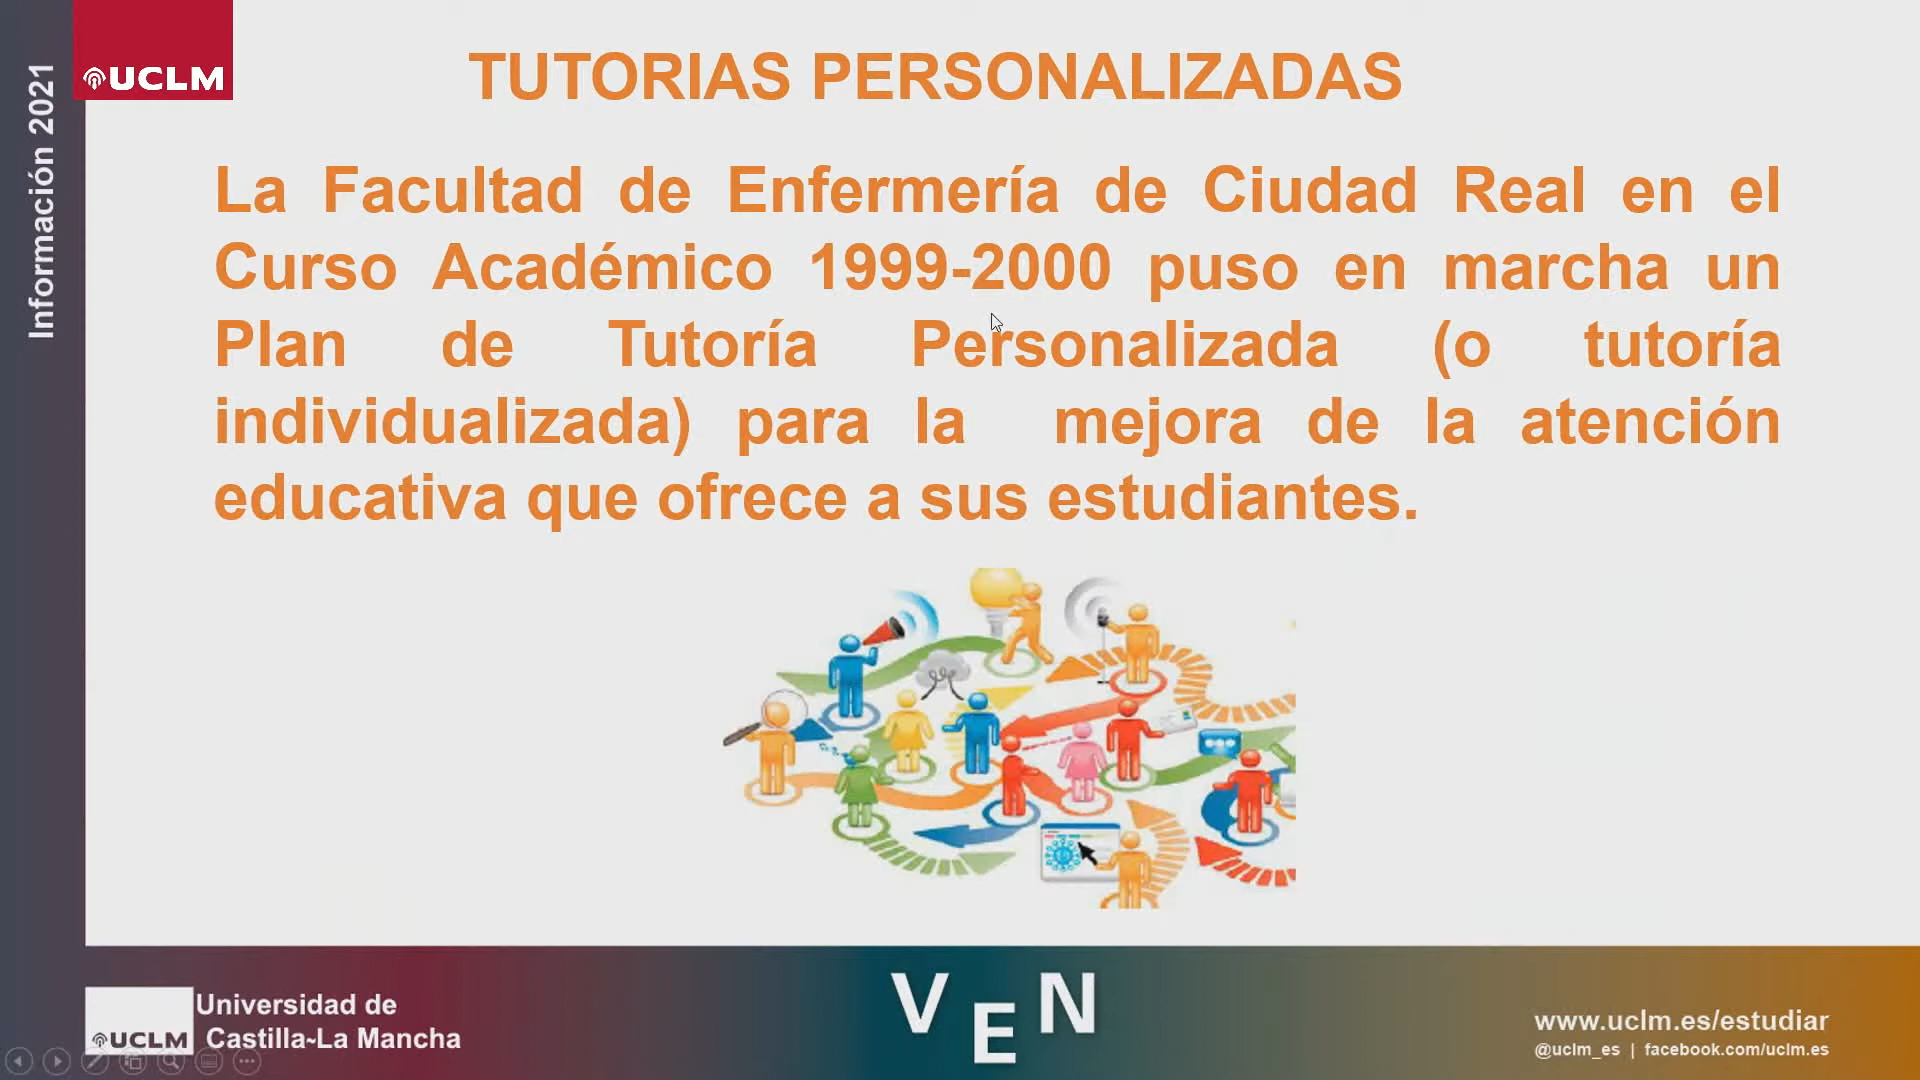 UCLM
Información 2021
TUTORIAS PERSONALIZADAS
La Facultad de Enfermería de Ciudad Real en el
Curso Académico 1999-2000 puso en marcha un
Plan de Tutoría Personalizada (o tutoría
individualizada) para la mejora de la atención
educativa que ofrece a sus estudiantes.
UCLM
Universidad de
Castilla~La Mancha
VEN
www.uclm.es/estudiar
@uclm_es | facebook.com/uclm.es